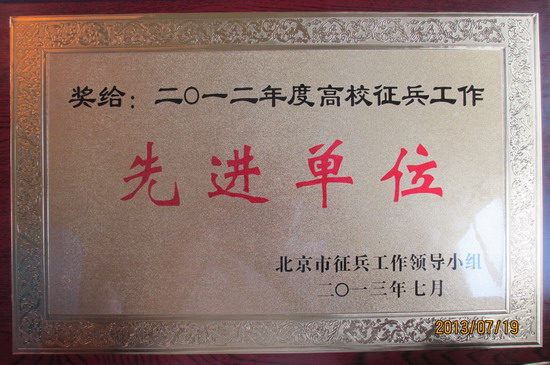 奖给：二〇一二年度高校征兵工作
先进单位
北京市征兵工作领导小组
二〇一三年七月
2013/07/19